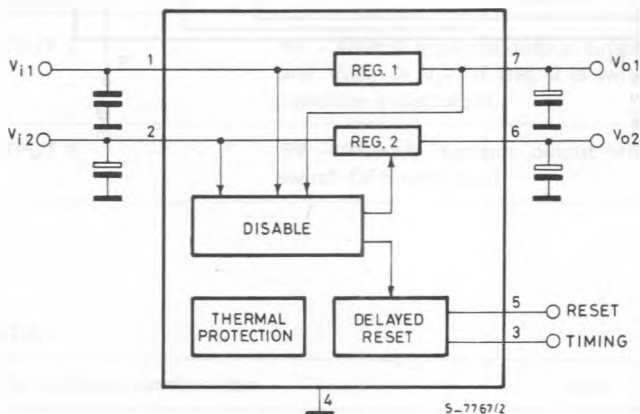 1 REG. 1 7
Vi1 Vo1
Vi2 2 REG. 2 6 Vo2
DISABLE
THERMAL
PROTECTION
DELAYED
RESET
5 RESET
3 TIMING
4
S-7767/2